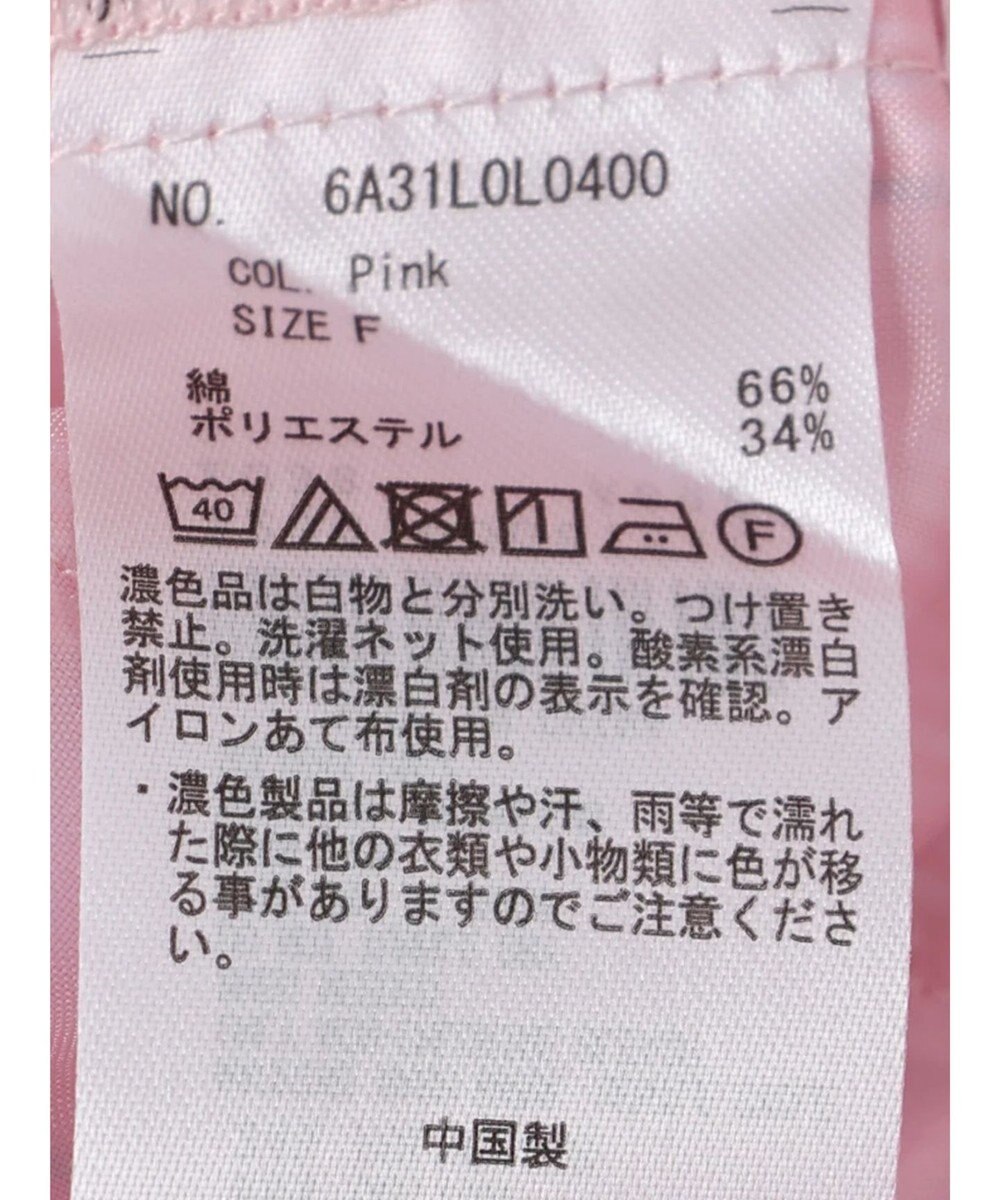 NO. 6A31L0L0400
COL. Pink
SIZE F
綿 66%
ポリエステル 34%
40 F
濃色品は白物と分別洗い。つけ置き
禁止。洗濯ネット使用。酸素系漂白
剤使用時は漂白剤の表示を確認。ア
イロンあて布使用。
・濃色製品は摩擦や汗、雨等で濡れ
た際に他の衣類や小物類に色が移
る事がありますのでご注意くださ
い。
中国製